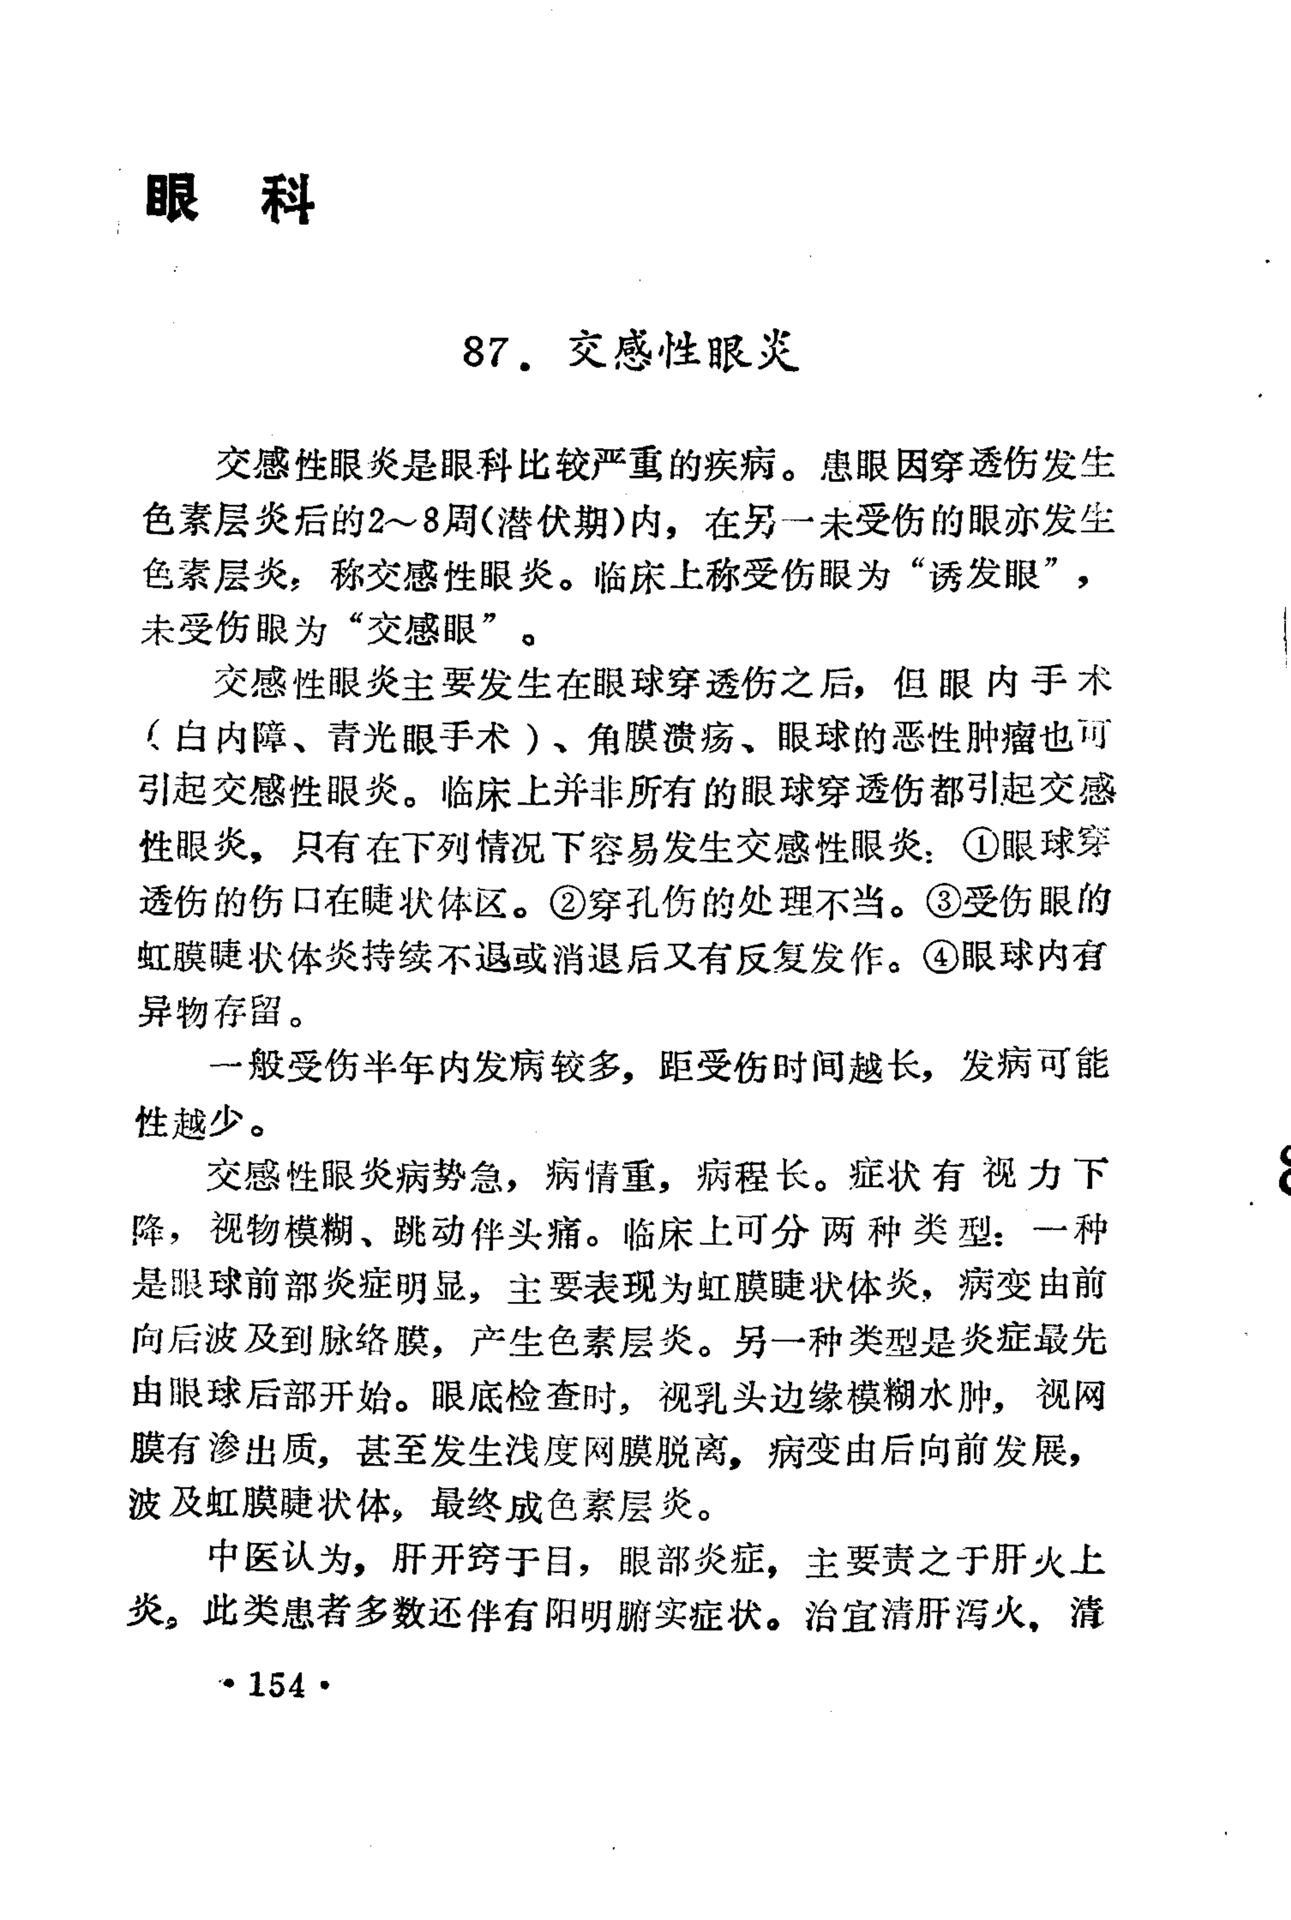 眼 科
87．交感性眼炎
交感性眼炎是眼科比较严重的疾病。患眼因穿透伤发生
色素层炎后的2～8周(潜伏期)内，在另一未受伤的眼亦发生
色素层炎，称交感性眼炎。临床上称受伤眼为“诱发眼”，
未受伤眼为“交感眼”。
交感性眼炎主要发生在眼球穿透伤之后，但眼内手术
（白内障、青光眼手术）、角膜溃疡、眼球的恶性肿瘤也可
引起交感性眼炎。临床上并非所有的眼球穿透伤都引起交感
性眼炎，只有在下列情况下容易发生交感性眼炎：①眼球穿
透伤的伤口在睫状体区。②穿孔伤的处理不当。③受伤眼的
虹膜睫状体炎持续不退或消退后又有反复发作。④眼球内有
异物存留。
一般受伤半年内发病较多，距受伤时间越长，发病可能
性越少。
交感性眼炎病势急，病情重，病程长。症状有视力下
降，视物模糊、跳动伴头痛。临床上可分两种类型：一种
是眼球前部炎症明显，主要表现为虹膜睫状体炎，病变由前
向后波及到脉络膜，产生色素层炎。另一种类型是炎症最先
由眼球后部开始。眼底检查时，视乳头边缘模糊水肿，视网
膜有渗出质，甚至发生浅度网膜脱离，病变由后向前发展，
波及虹膜睫状体，最终成色素层炎。
中医认为，肝开窍于目，眼部炎症，主要责之于肝火上
炎。此类患者多数还伴有阳明腑实症状。治宜清肝泻火，清
·154·